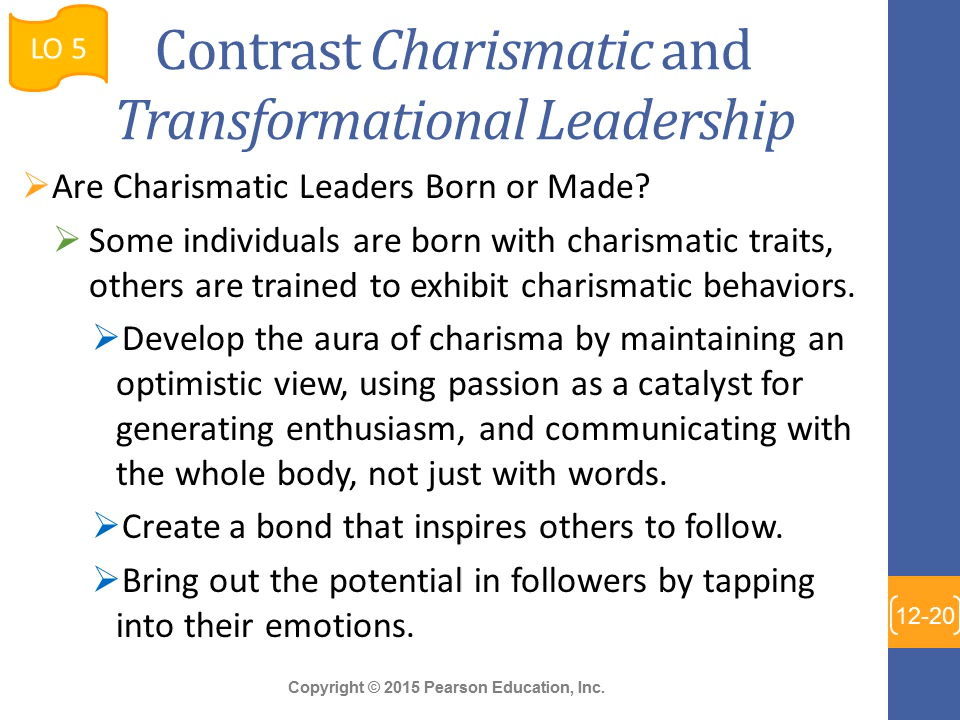 LO 5
Contrast Charismatic and
Transformational Leadership
Are Charismatic Leaders Born or Made?
Some individuals are born with charismatic traits,
others are trained to exhibit charismatic behaviors.
Develop the aura of charisma by maintaining an
optimistic view, using passion as a catalyst for
generating enthusiasm, and communicating with
the whole body, not just with words.
Create a bond that inspires others to follow.
Bring out the potential in followers by tapping
into their emotions.
12-20
Copyright © 2015 Pearson Education, Inc.